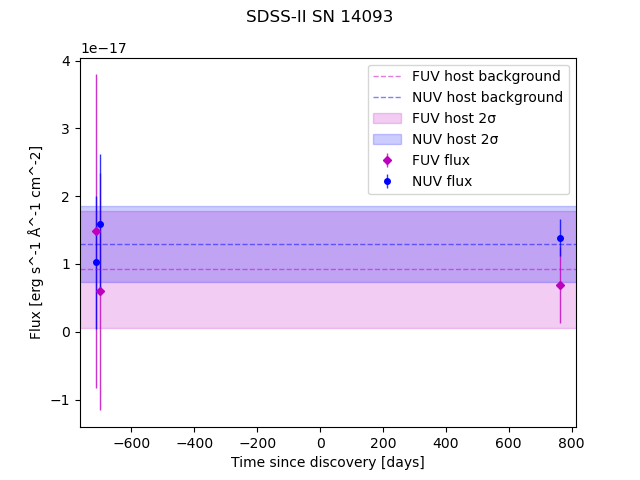 SDSS-II SN 14093
1e−17
4
3
2
1
0
−1
Flux [erg s^-1 Å^-1 cm^-2]
FUV host background
NUV host background
FUV host 2σ
NUV host 2σ
FUV flux
NUV flux
−600 −400 −200 0 200 400 600 800
Time since discovery [days]